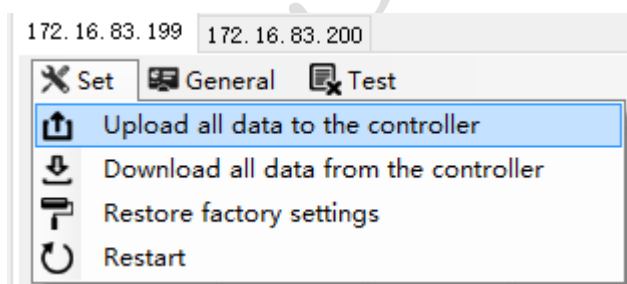 172.16.83.199 172.16.83.200
Set General Test
Upload all data to the controller
Download all data from the controller
Restore factory settings
Restart